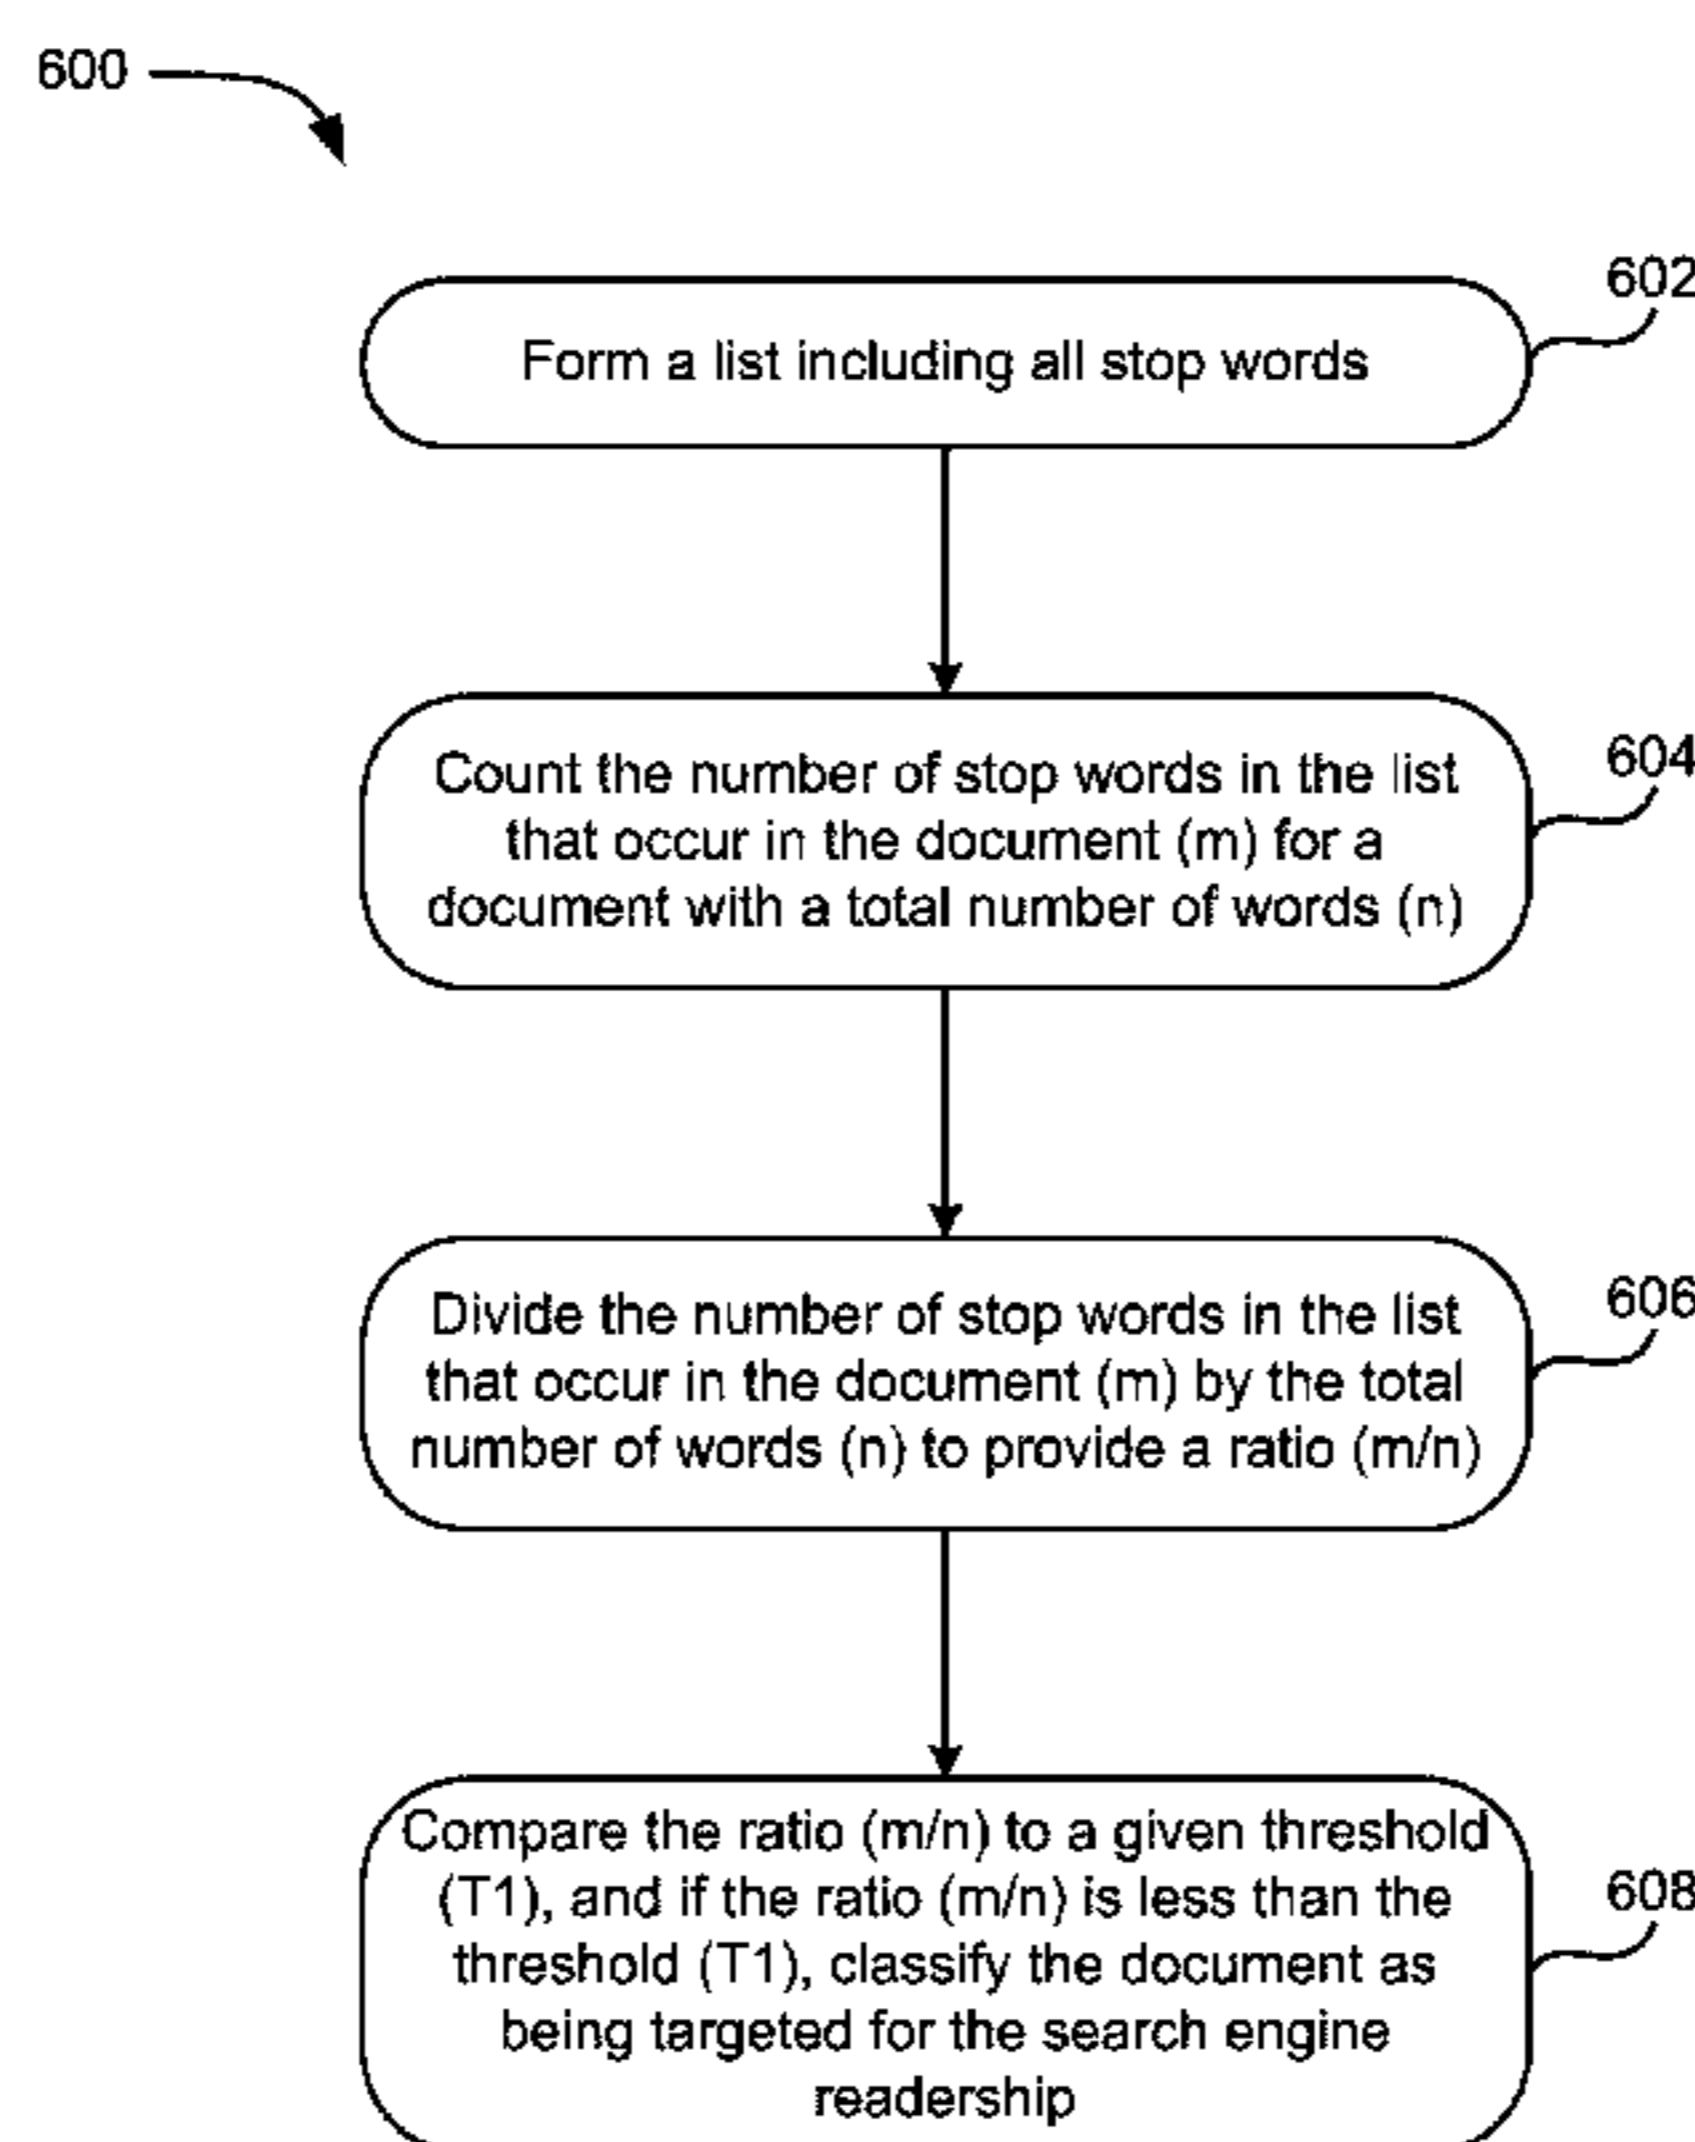 600
602
Form a list including all stop words
604
Count the number of stop words in the list
that occur in the document (m) for a
document with a total number of words (n)
606
Divide the number of stop words in the list
that occur in the document (m) by the total
number of words (n) to provide a ratio (m/n)
608
Compare the ratio (m/n) to a given threshold
(T1), and if the ratio (m/n) is less than the
threshold (T1), classify the document as
being targeted for the search engine
readership